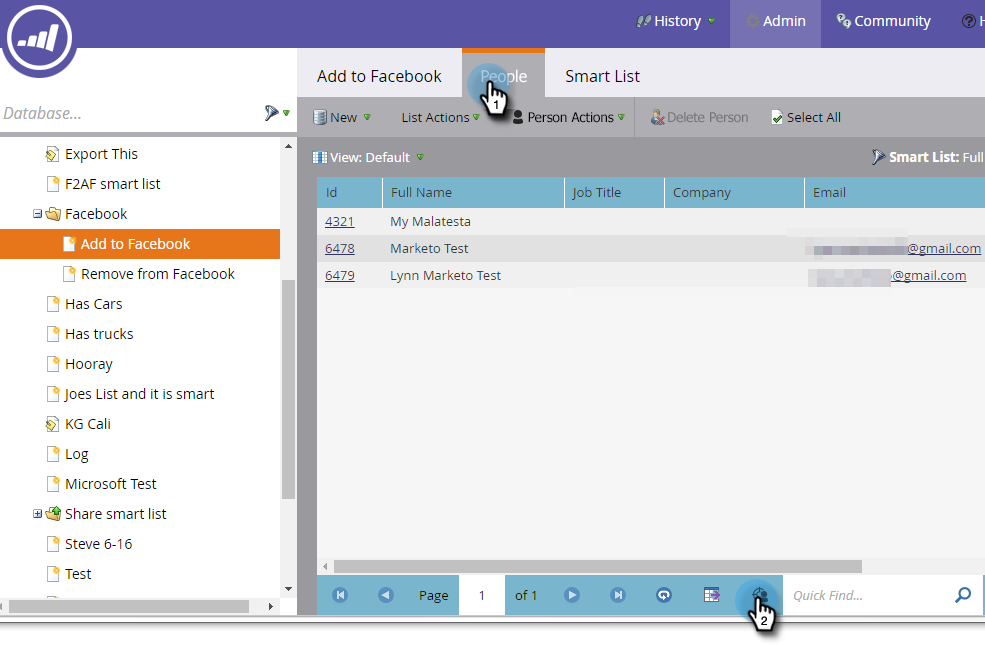 History Admin Community H
Add to Facebook People Smart List
Database...
New List Actions Person Actions Delete Person Select All
View: Default Smart List: Full
Export This
F2AF smart list
Facebook
Add to Facebook
Remove from Facebook
Has Cars
Has trucks
Hooray
Joes List and it is smart
KG Cali
Log
Microsoft Test
Share smart list
Steve 6-16
Test
Id Full Name Job Title Company Email
4321 My Malatesta
6478 Marketo Test @gmail.com
6479 Lynn Marketo Test @gmail.com
Page 1 of 1 Quick Find...
1
2